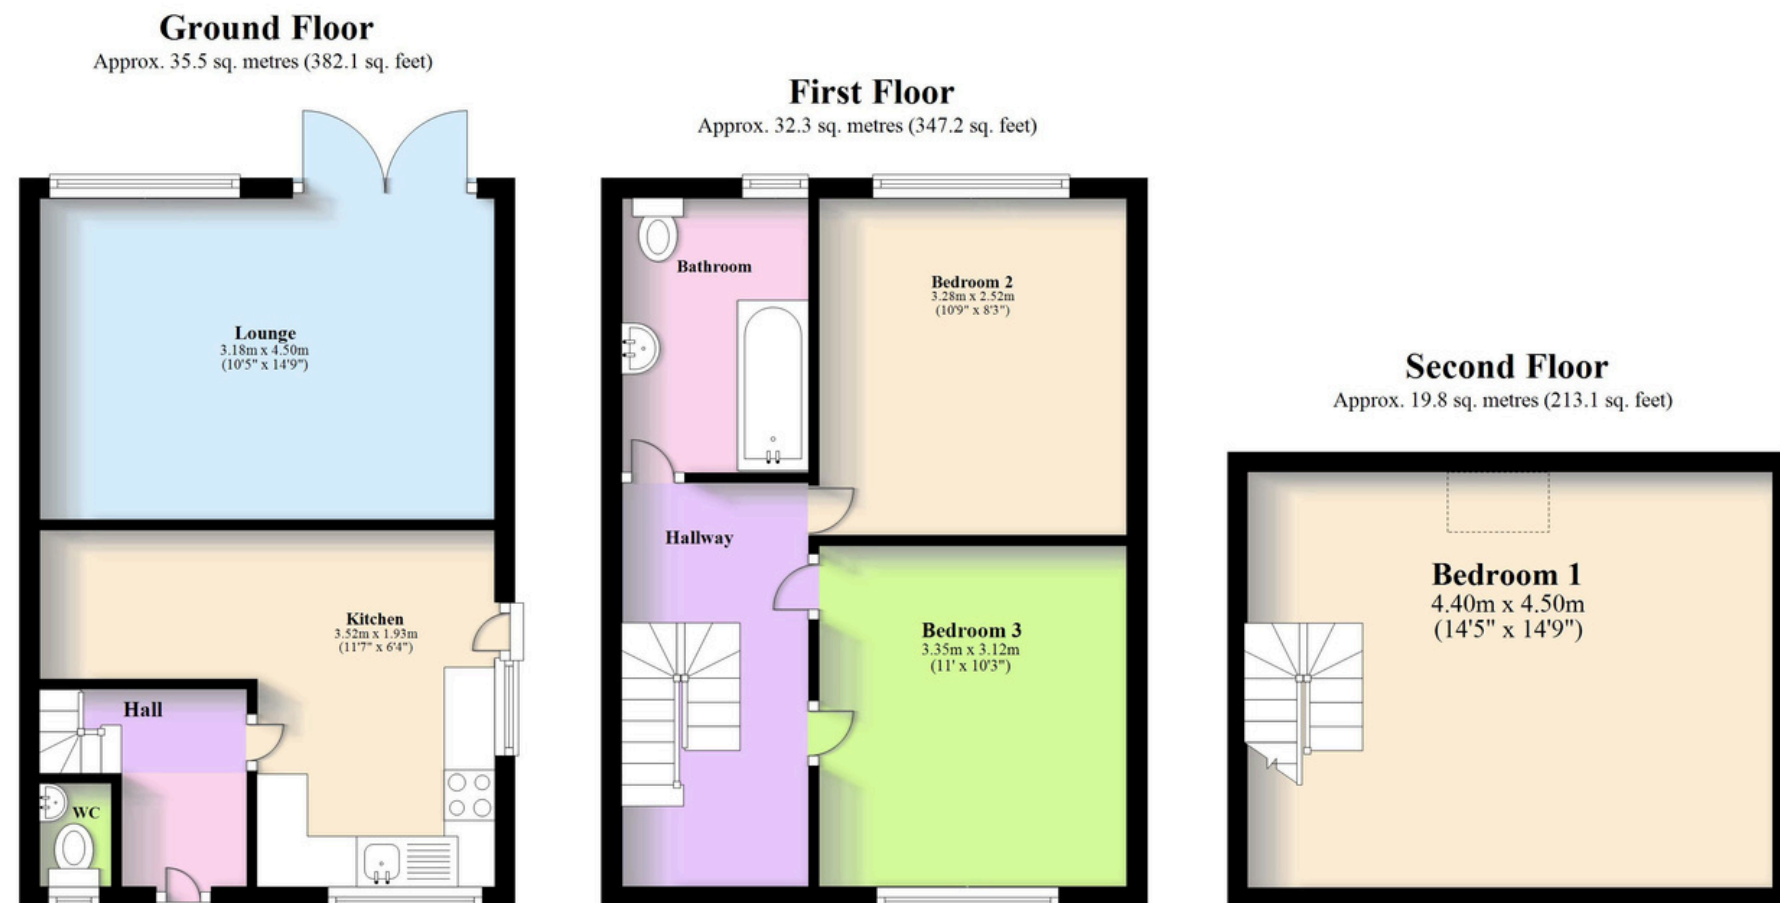 Ground Floor
Approx. 35.5 sq. metres (382.1 sq. feet)
Lounge
3.18m x 4.50m
(10'5" x 14'9")
Kitchen
3.52m x 1.93m
(11'7" x 6'4")
Hall
WC
First Floor
Approx. 32.3 sq. metres (347.2 sq. feet)
Bathroom
Bedroom 2
3.28m x 2.52m
(10'9" x 8'3")
Hallway
Bedroom 3
3.35m x 3.12m
(11' x 10'3")
Second Floor
Approx. 19.8 sq. metres (213.1 sq. feet)
Bedroom 1
4.40m x 4.50m
(14'5" x 14'9")